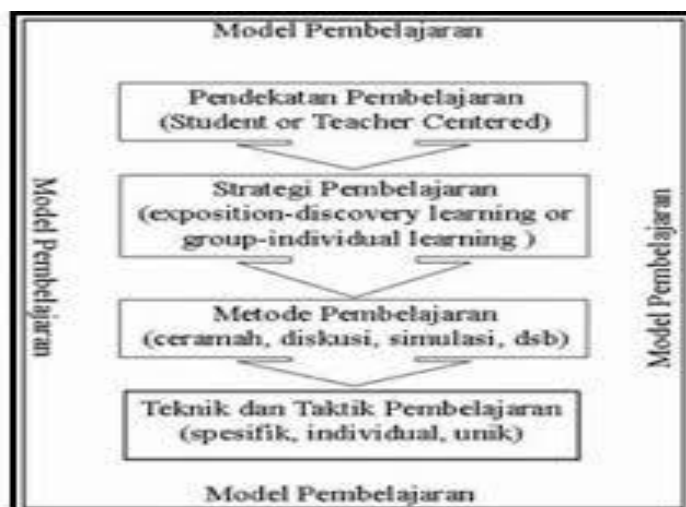 Model Pembelajaran
Pendekatan Pembelajaran
(Student or Teacher Centered)
Strategi Pembelajaran
(exposition-discovery learning or
group-individual learning )
Metode Pembelajaran
(ceramah, diskusi, simulasi, dsb)
Teknik dan Taktik Pembelajaran
(spesifik, individual, unik)
Model Pembelajaran
Model Pembelajaran
Model Pembelajaran